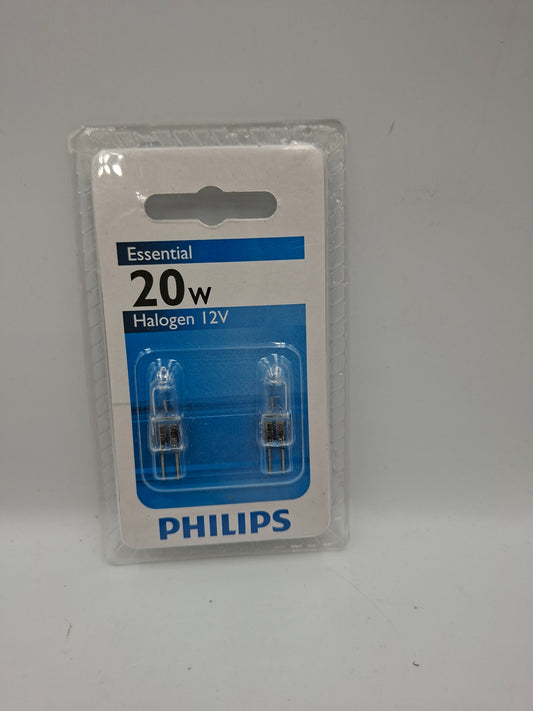 Essential
20w
Halogen 12V
PHILIPS